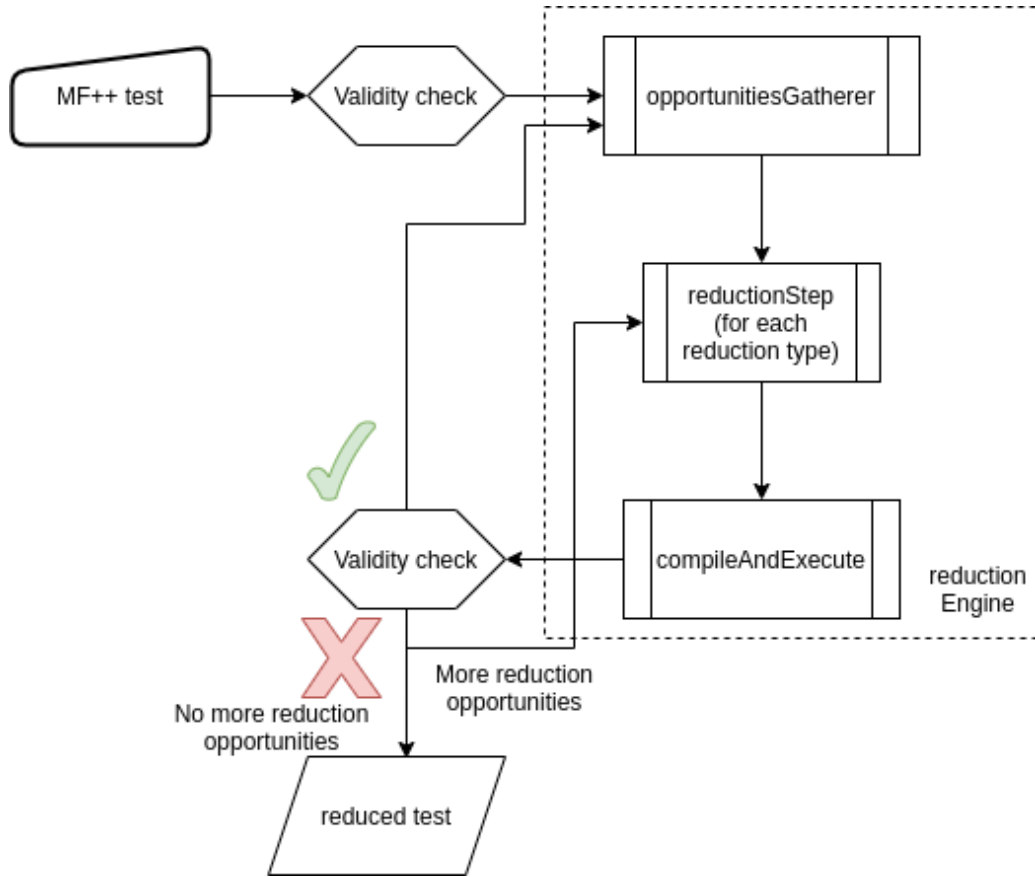 MF++ test
Validity check
opportunitiesGatherer
reductionStep
(for each
reduction type)
Validity check
compileAndExecute
reduction
Engine
More reduction
opportunities
No more reduction
opportunities
reduced test